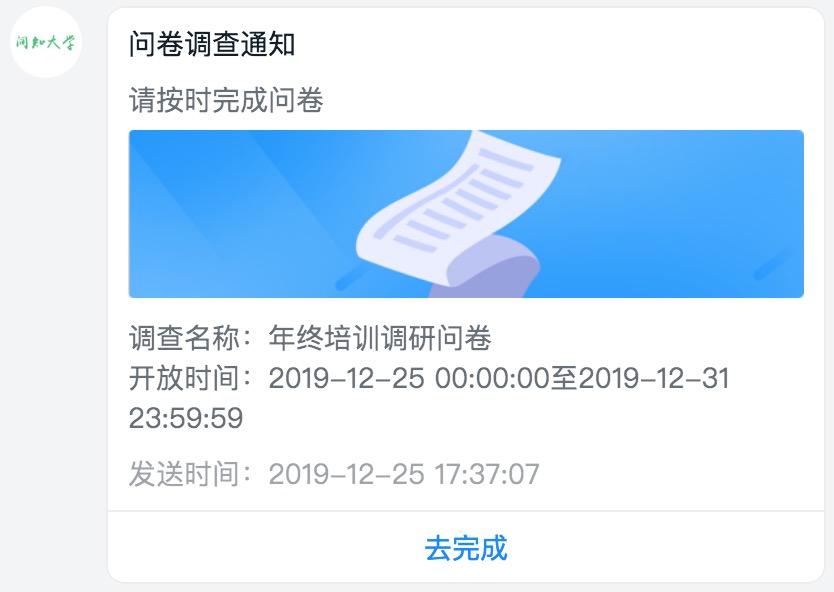 问知大学
问卷调查通知
请按时完成问卷
调查名称：年终培训调研问卷
开放时间：2019-12-25 00:00:00至2019-12-31
23:59:59
发送时间：2019-12-25 17:37:07
去完成